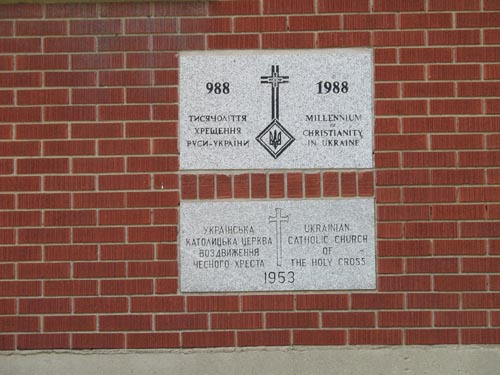 988 1988
ТИСЯЧОЛІТТЯ
ХРЕЩЕННЯ
РУСИ-УКРАЇНИ
MILLENNIUM
OF
CHRISTIANITY
IN UKRAINE
УКРАЇНСЬКА
КАТОЛИЦЬКА ЦЕРКВА
ВОЗДВИЖЕННЯ
ЧЕСНОГО ХРЕСТА
UKRAINIAN
CATHOLIC CHURCH
OF
THE HOLY CROSS
1953